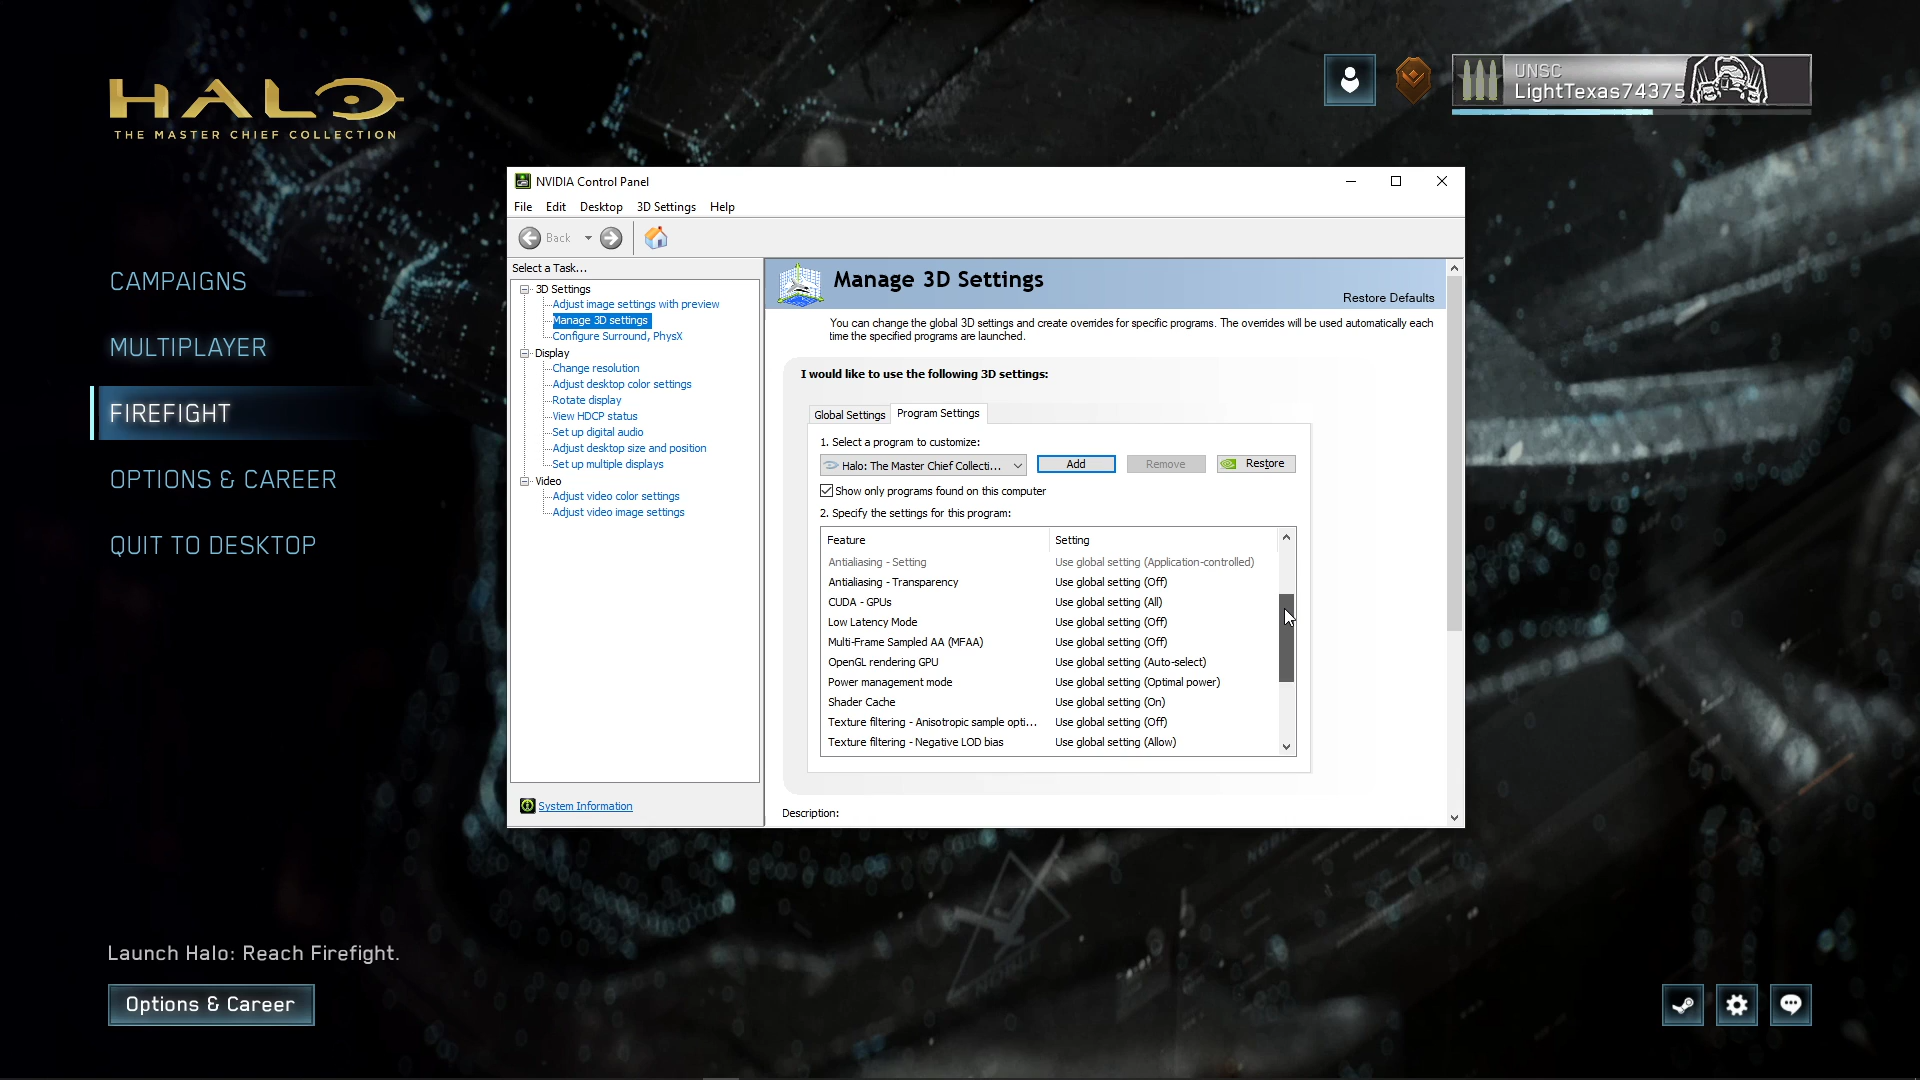 HALO
THE MASTER CHIEF COLLECTION
UNSC
LightTexas74375
CAMPAIGNS
MULTIPLAYER
FIREFIGHT
OPTIONS & CAREER
QUIT TO DESKTOP
Launch Halo: Reach Firefight.
Options & Career
NVIDIA Control Panel
File Edit Desktop 3D Settings Help
Back
Select a Task...
3D Settings
Adjust image settings with preview
Manage 3D settings
Configure Surround, PhysX
Display
Change resolution
Adjust desktop color settings
Rotate display
View HDCP status
Set up digital audio
Adjust desktop size and position
Set up multiple displays
Video
Adjust video color settings
Adjust video image settings
System Information
Manage 3D Settings
Restore Defaults
You can change the global 3D settings and create overrides for specific programs. The overrides will be used automatically each
time the specified programs are launched.
I would like to use the following 3D settings:
Global Settings Program Settings
1. Select a program to customize:
Halo: The Master Chief Collecti... Add Remove Restore
Show only programs found on this computer
2. Specify the settings for this program:
Feature Setting
Antialiasing - Setting Use global setting (Application-controlled)
Antialiasing - Transparency Use global setting (Off)
CUDA - GPUs Use global setting (All)
Low Latency Mode Use global setting (Off)
Multi-Frame Sampled AA (MFAA) Use global setting (Off)
OpenGL rendering GPU Use global setting (Auto-select)
Power management mode Use global setting (Optimal power)
Shader Cache Use global setting (On)
Texture filtering - Anisotropic sample opti... Use global setting (Off)
Texture filtering - Negative LOD bias Use global setting (Allow)
Description: